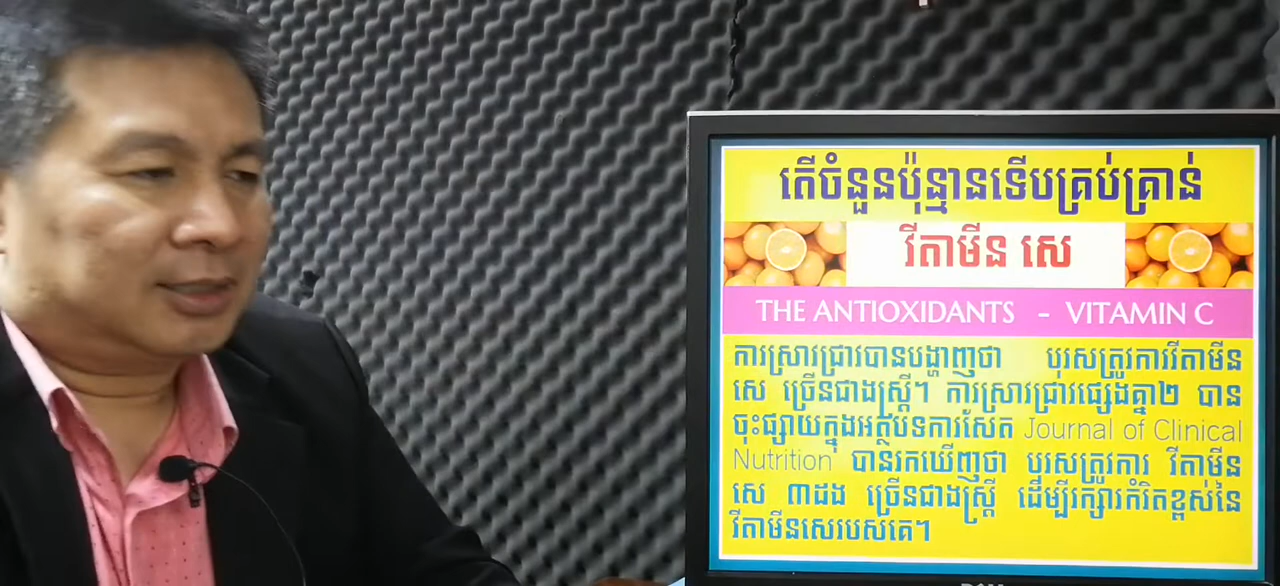 តើចំនួនប៉ុន្មានទើបគ្រប់គ្រាន់
វីតាមីន សេ
THE ANTIOXIDANTS - VITAMIN C
ការស្រាវជ្រាវបានបង្ហាញថា បុរសត្រូវការវីតាមីន
សេ ច្រើនជាងស្ត្រី។ ការស្រាវជ្រាវផ្សេងគ្នា២ បាន
ចុះផ្សាយក្នុងអត្ថបទការសែត Journal of Clinical
Nutrition បានរកឃើញថា បុរសត្រូវការ វីតាមីន
សេ ៣ដង ច្រើនជាងស្ត្រី ដើម្បីរក្សារកំរិតខ្ពស់នៃ
វីតាមីនសេរបស់គេ។